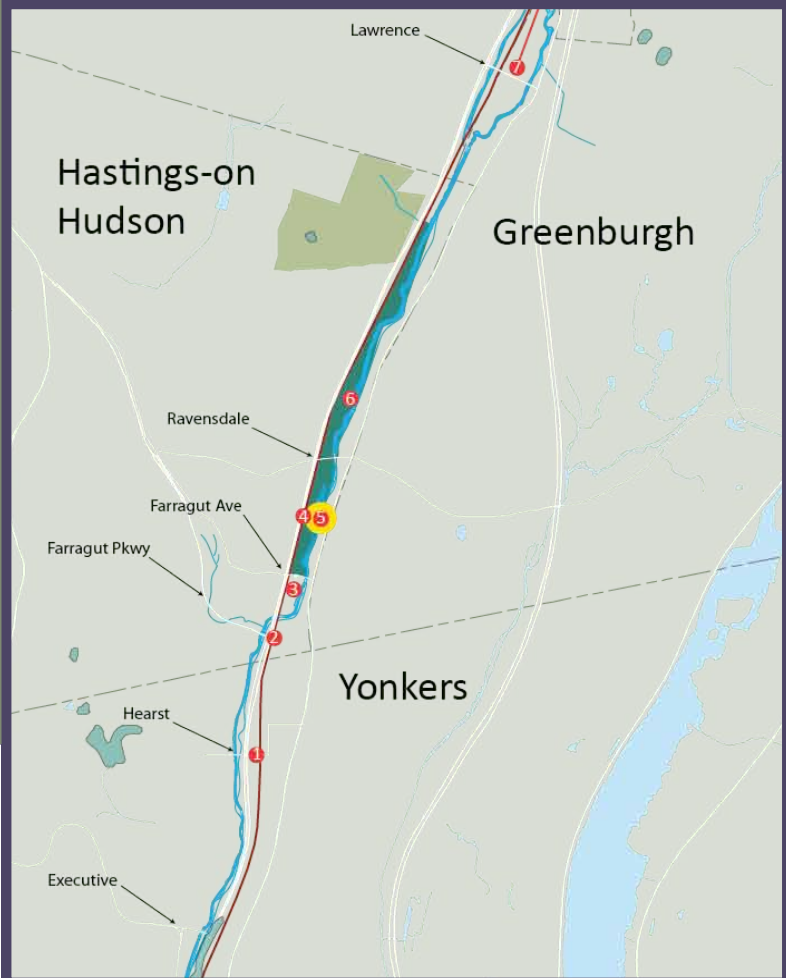 Lawrence
7
Hastings-on
Hudson
Greenburgh
6
Ravensdale
Farragut Ave
4
5
Farragut Pkwy
3
2
Yonkers
Hearst
1
Executive